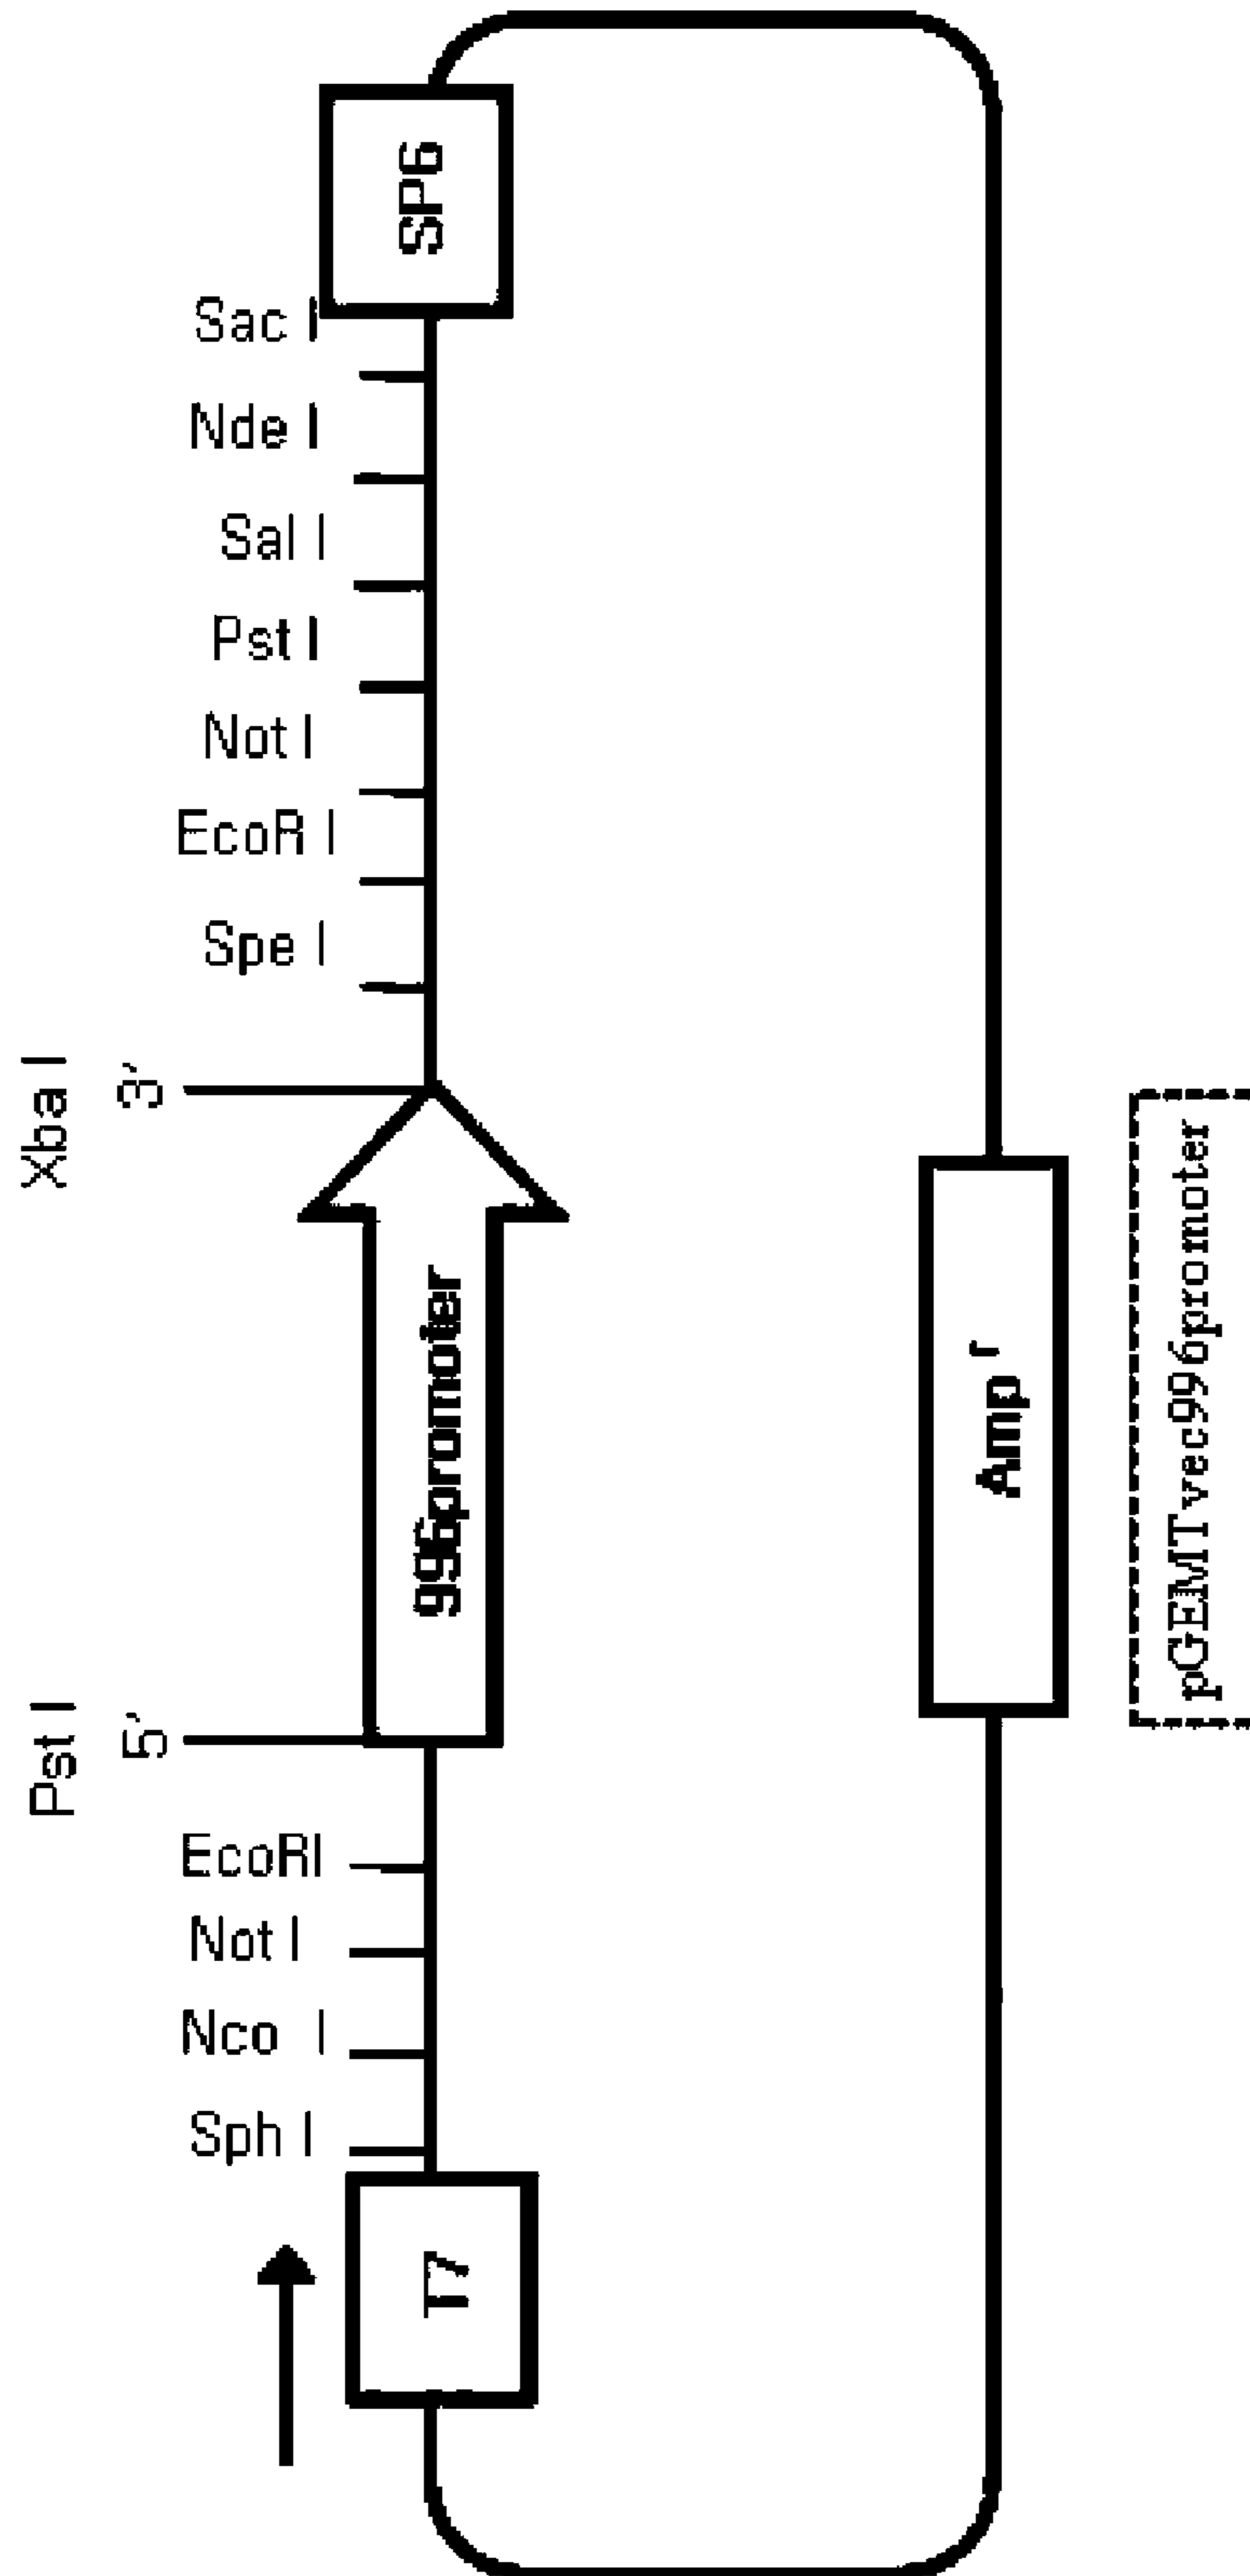 Pst I
Xba I
5'
3'
Sph I
Nco I
Not I
EcoRI
Spe I
EcoR I
Not I
Pst I
Sal I
Nde I
Sac I
T7
996promoter
SP6
Amp r
pGEMTvec996promoter